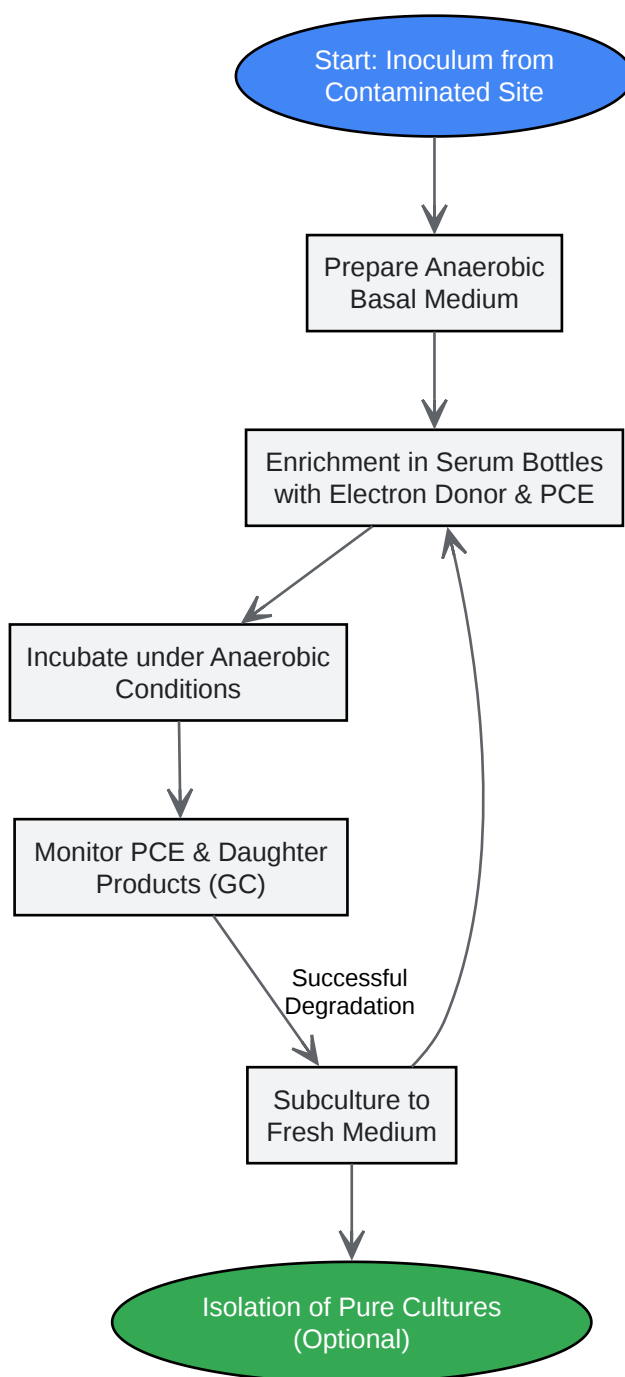 Start: Inoculum from
Contaminated Site
Prepare Anaerobic
Basal Medium
Enrichment in Serum Bottles
with Electron Donor & PCE
Incubate under Anaerobic
Conditions
Monitor PCE & Daughter
Products (GC)
Successful
Degradation
Subculture to
Fresh Medium
Isolation of Pure Cultures
(Optional)